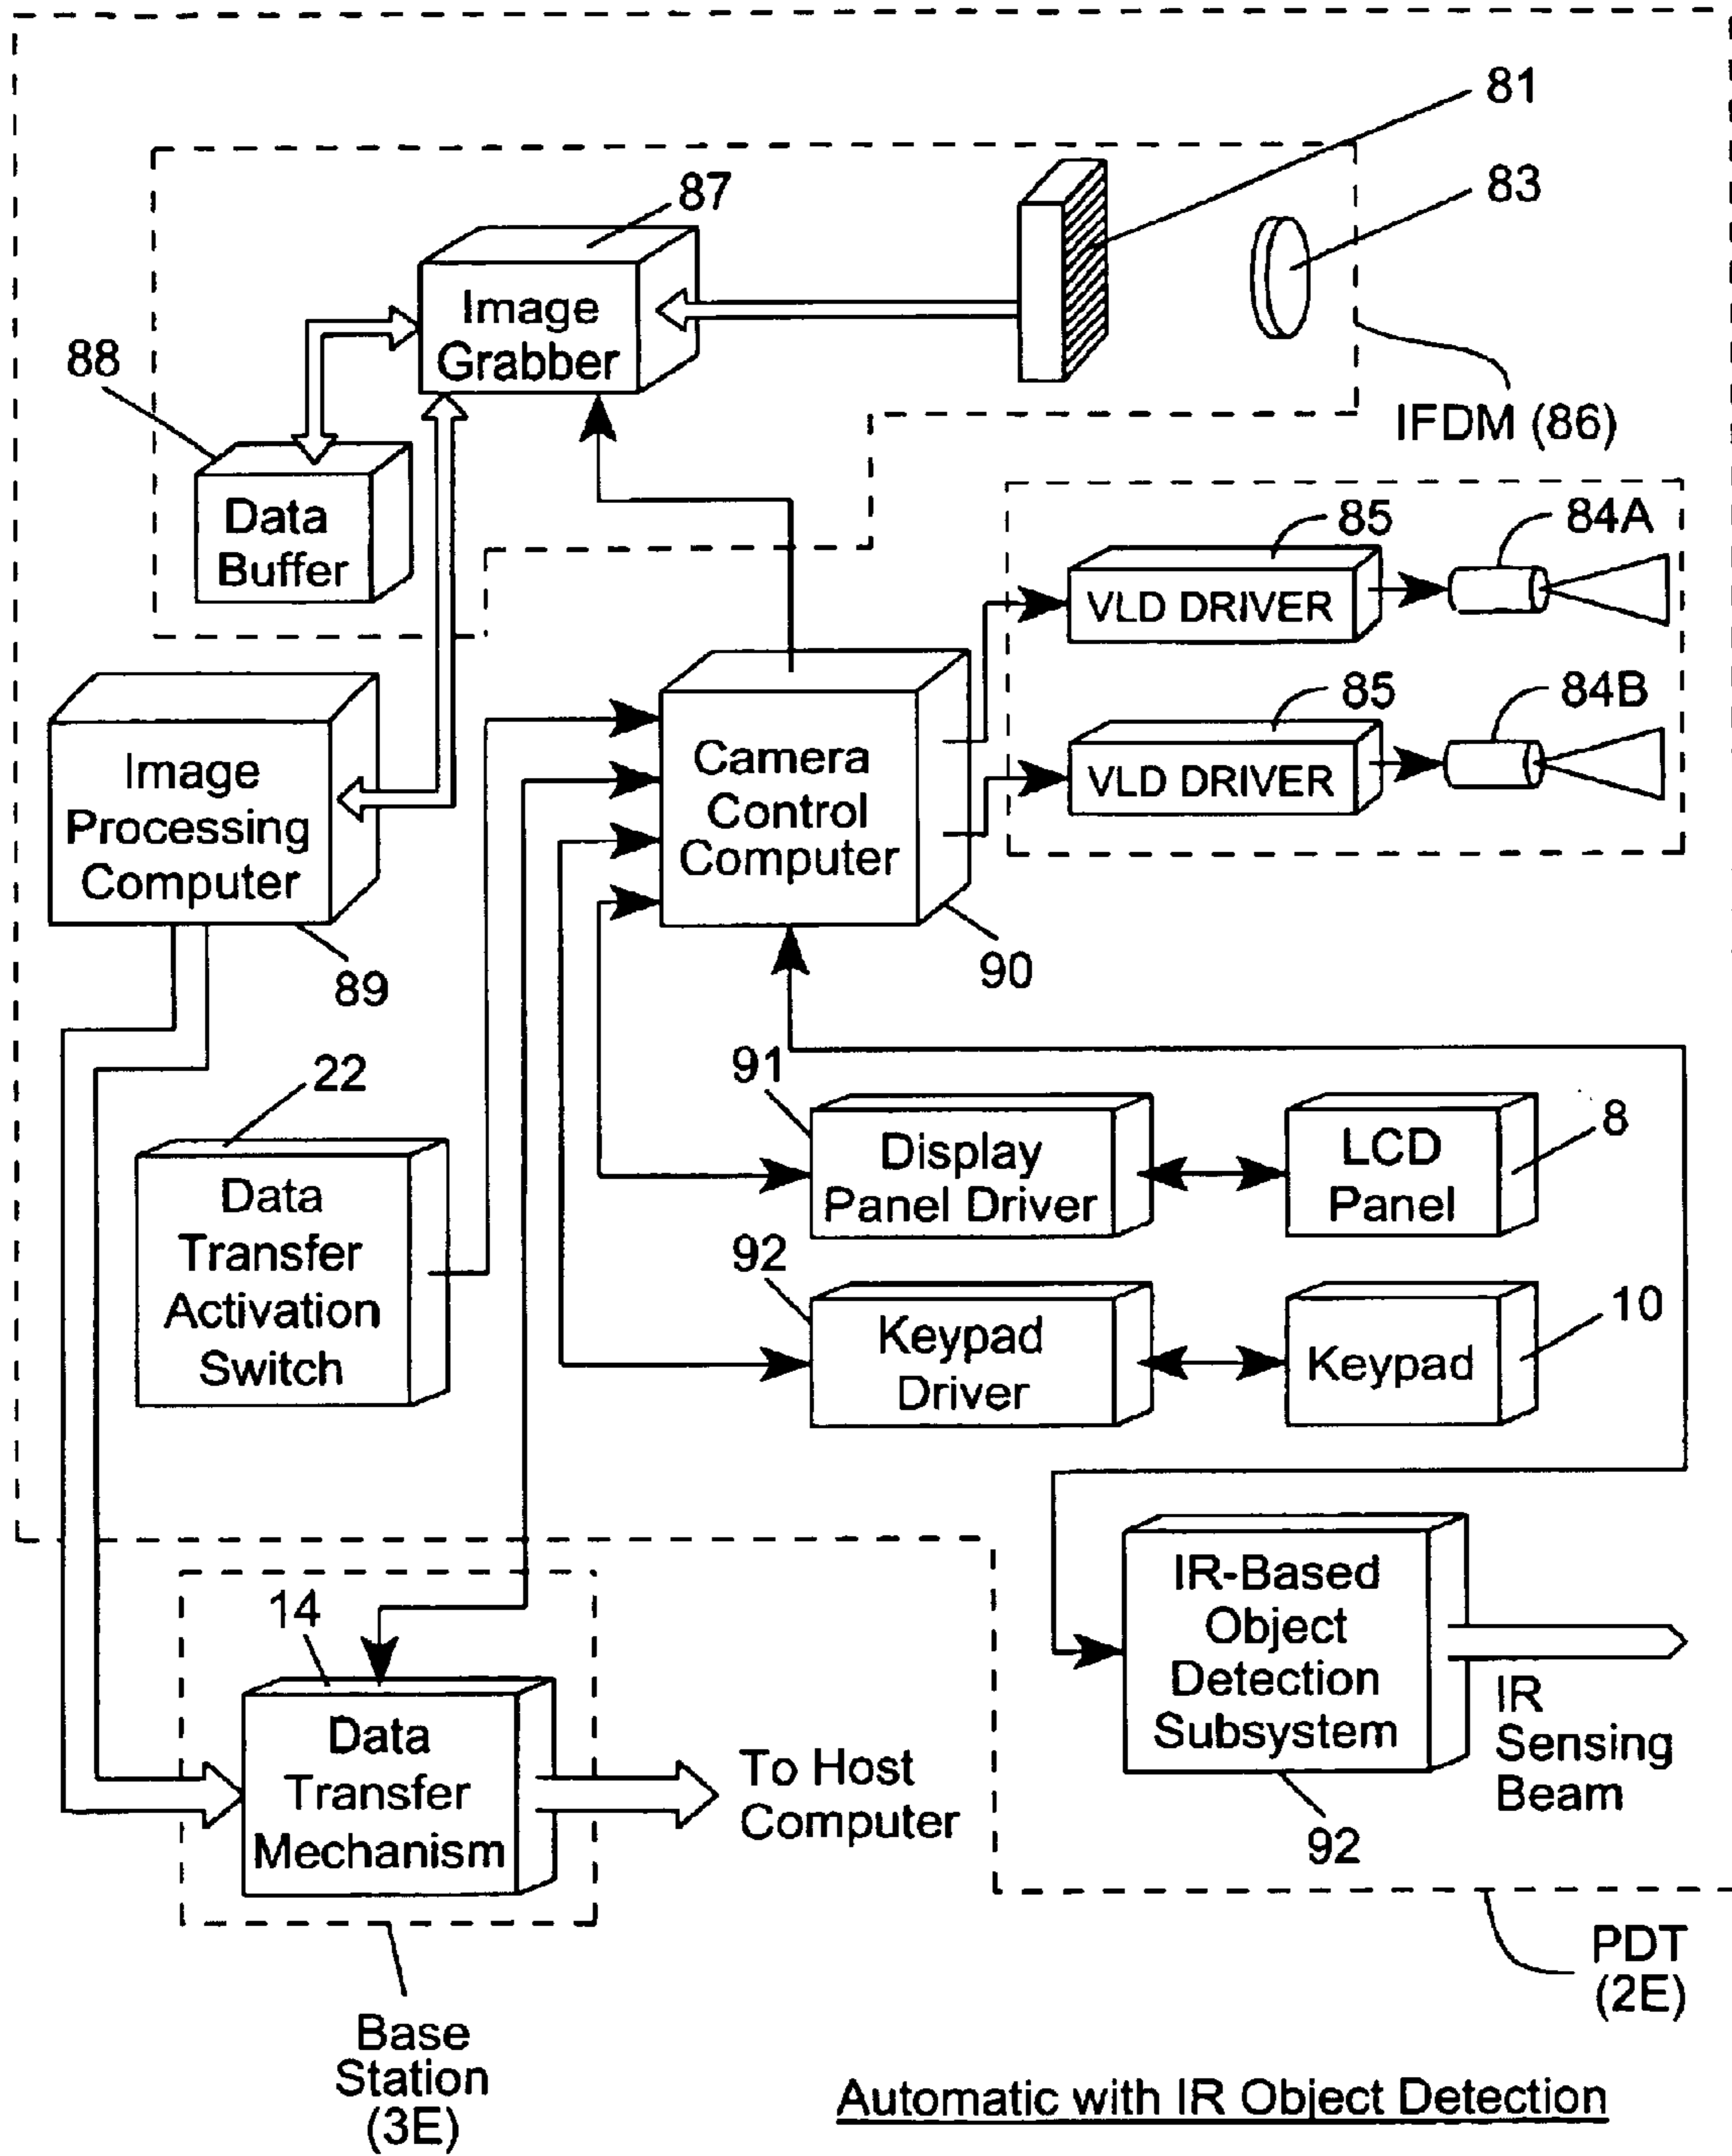 81
83
87
Image
Grabber
88
IFDM (86)
Data
Buffer
85
84A
VLD DRIVER
85
84B
VLD DRIVER
Image
Processing
Computer
Camera
Control
Computer
89
90
22
91
Display
Panel Driver
LCD
Panel
8
Data
Transfer
Activation
Switch
92
Keypad
Driver
Keypad
10
14
Data
Transfer
Mechanism
To Host
Computer
IR-Based
Object
Detection
Subsystem
IR
Sensing
Beam
92
PDT
(2E)
Base
Station
(3E)
Automatic with IR Object Detection